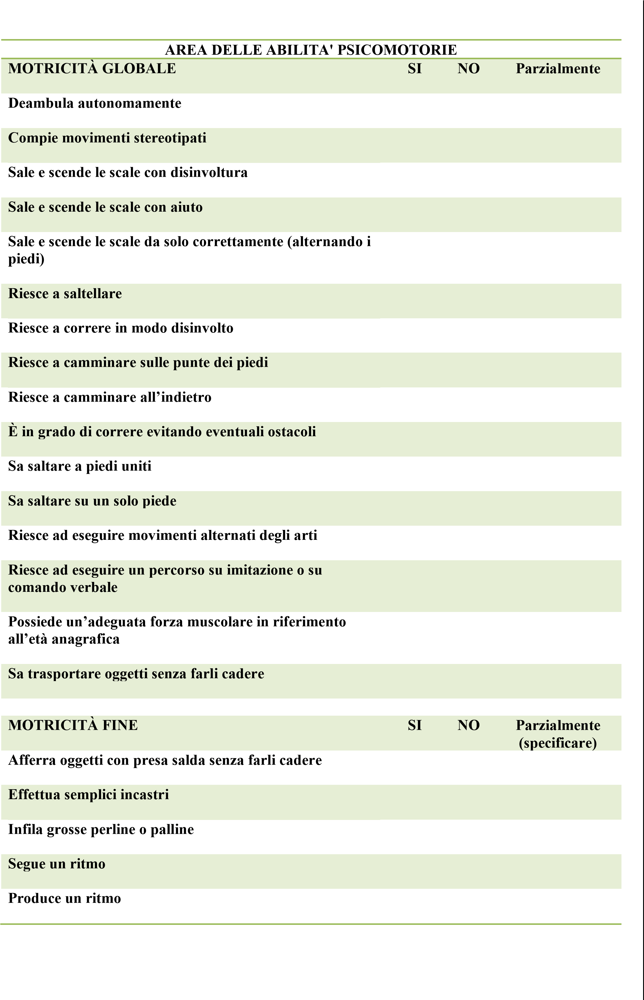 AREA DELLE ABILITA' PSICOMOTORIE
MOTRICITÀ GLOBALE SI NO Parzialmente
Deambula autonomamente
Compie movimenti stereotipati
Sale e scende le scale con disinvoltura
Sale e scende le scale con aiuto
Sale e scende le scale da solo correttamente (alternando i
piedi)
Riesce a saltellare
Riesce a correre in modo disinvolto
Riesce a camminare sulle punte dei piedi
Riesce a camminare all’indietro
È in grado di correre evitando eventuali ostacoli
Sa saltare a piedi uniti
Sa saltare su un solo piede
Riesce ad eseguire movimenti alternati degli arti
Riesce ad eseguire un percorso su imitazione o su
comando verbale
Possiede un’adeguata forza muscolare in riferimento
all’età anagrafica
Sa trasportare oggetti senza farli cadere
MOTRICITÀ FINE SI NO Parzialmente
(specificare)
Afferra oggetti con presa salda senza farli cadere
Effettua semplici incastri
Infila grosse perline o palline
Segue un ritmo
Produce un ritmo